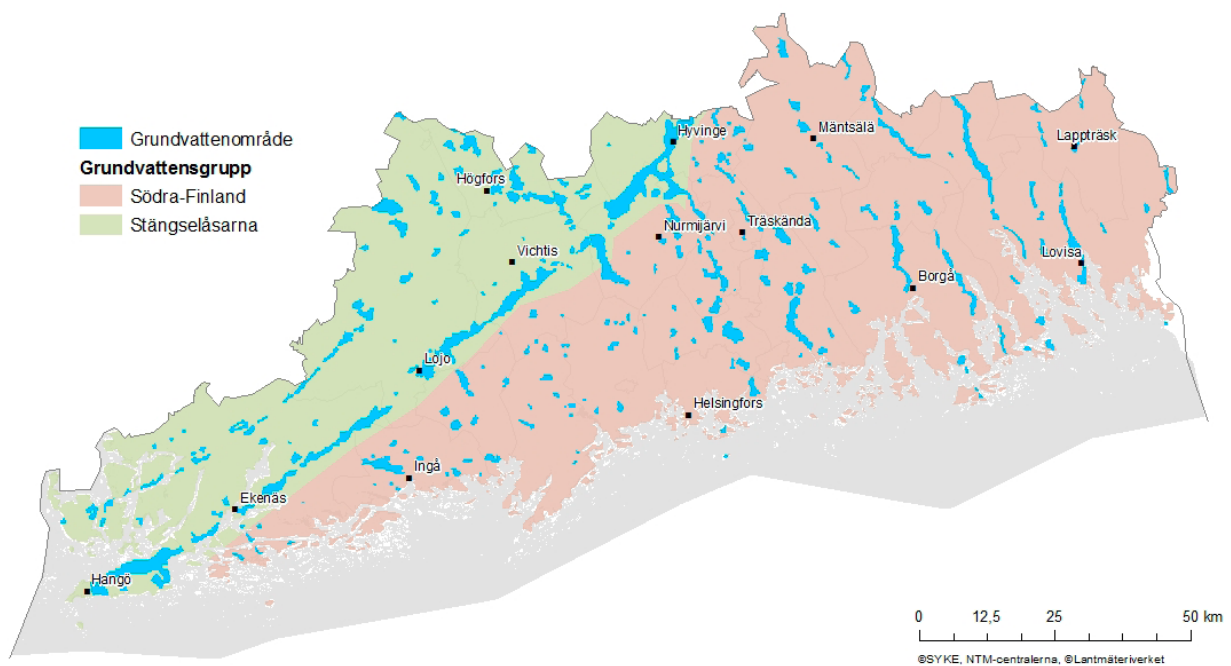 Grundvattenområde
Grundvattensgrupp
Södra-Finland
Stängselåsarna
Hyvinge
Mäntsälä
Lappträsk
Högfors
Nurmijärvi
Träskända
Vichtis
Lovisa
Borgå
Lojo
Helsingfors
Ingå
Ekenäs
Hangö
0 12,5 25 50 km
©SYKE, NTM-centralerna, ©Lantmäteriverket